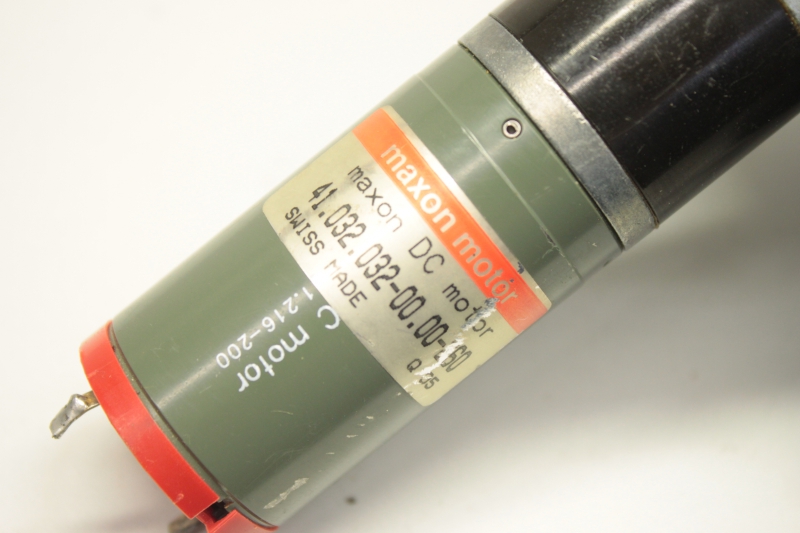 maxon motor
maxon DC motor
41.032.032-00.00-
SWISS MADE
C motor
1.216-200